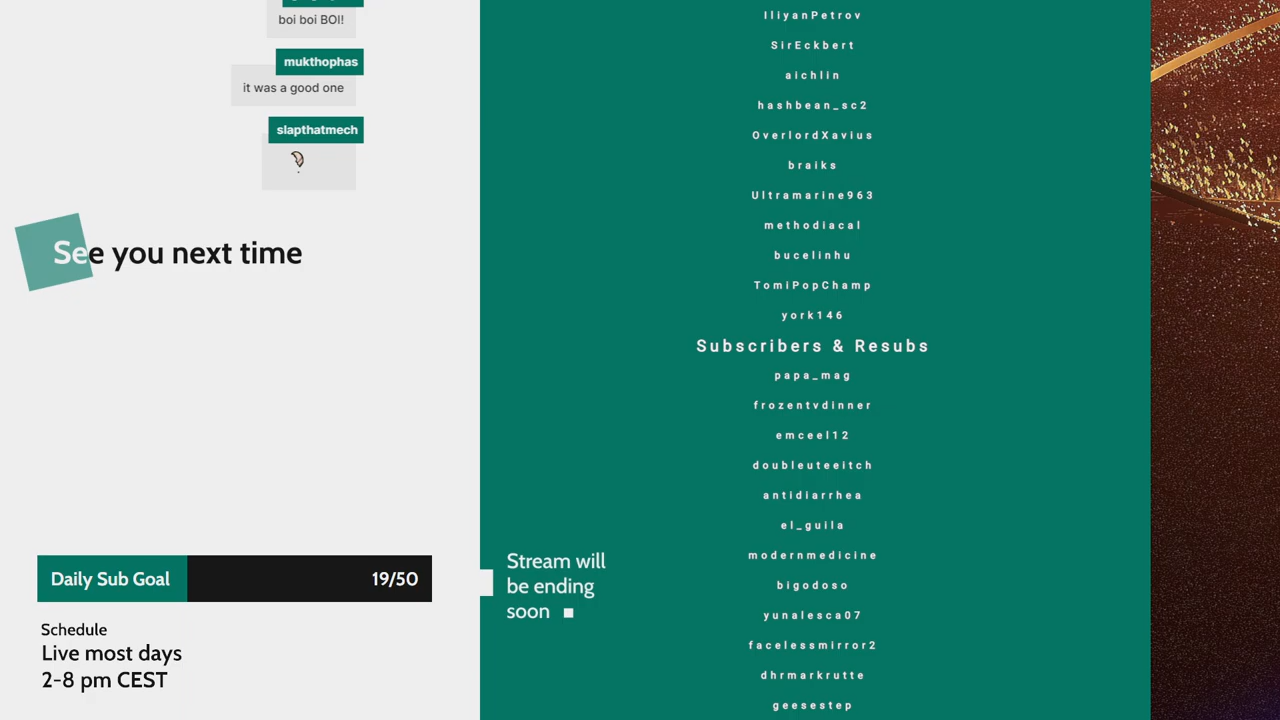 boi boi BOI!
mukthophas
it was a good one
slapthatmech
See you next time
Daily Sub Goal
19/50
Schedule
Live most days
2-8 pm CEST
Stream will
be ending
soon
IliyanPetrov
SirEckbert
aichlin
hashbean_sc2
OverlordXavius
braiks
Ultramarine963
methodiacal
bucelinhu
TomiPopChamp
york146
Subscribers & Resubs
papa_mag
frozentvdinner
emceel12
doubleuteeitch
antidiarrhea
el_guila
modernmedicine
bigodoso
yunalesca07
facelessmirror2
dhrmarkrutte
geesestep